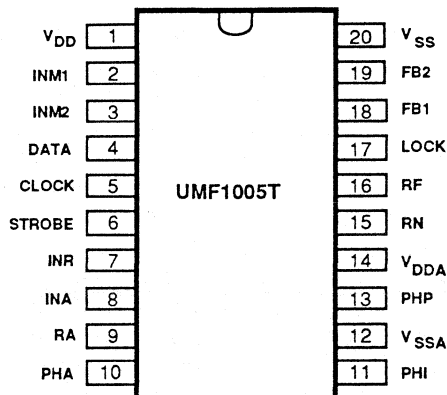 VDD 1 20 VSS
INM1 2 19 FB2
INM2 3 18 FB1
DATA 4 17 LOCK
CLOCK 5 16 RF
UMF1005T
STROBE 6 15 RN
INR 7 14 VDDA
INA 8 13 PHP
RA 9 12 VSSA
PHA 10 11 PHI